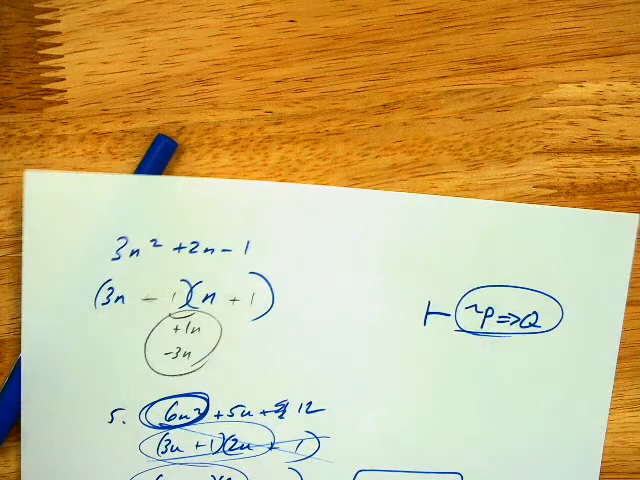 3n² + 2n - 1
(3n - 1)(n + 1)
+1n
-3n
⊢ ~P => Q
5. 6u² + 5u + 12
(3u + 1)(2u - 1)